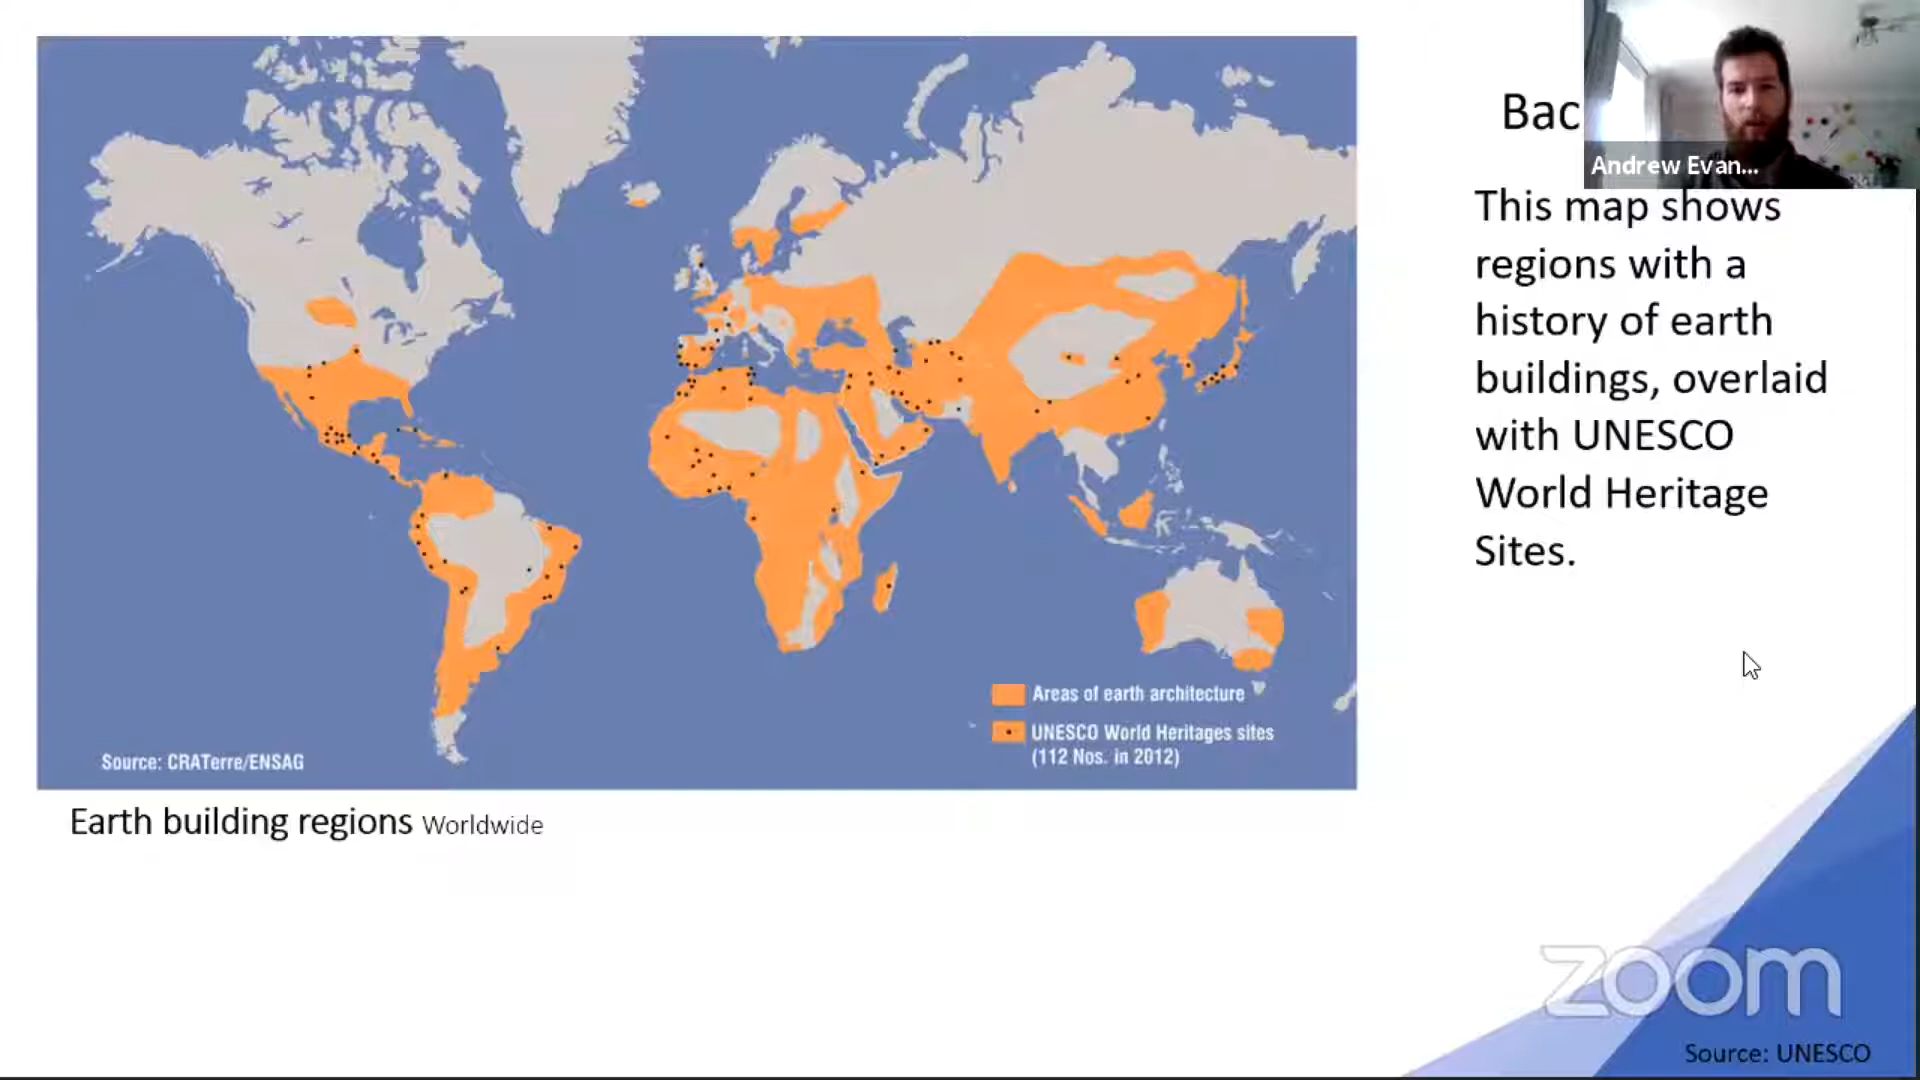 Bac
Andrew Evan...
This map shows
regions with a
history of earth
buildings, overlaid
with UNESCO
World Heritage
Sites.
Areas of earth architecture
UNESCO World Heritages sites
(112 Nos. in 2012)
Source: CRATerre/ENSAG
Earth building regions Worldwide
zoom
Source: UNESCO